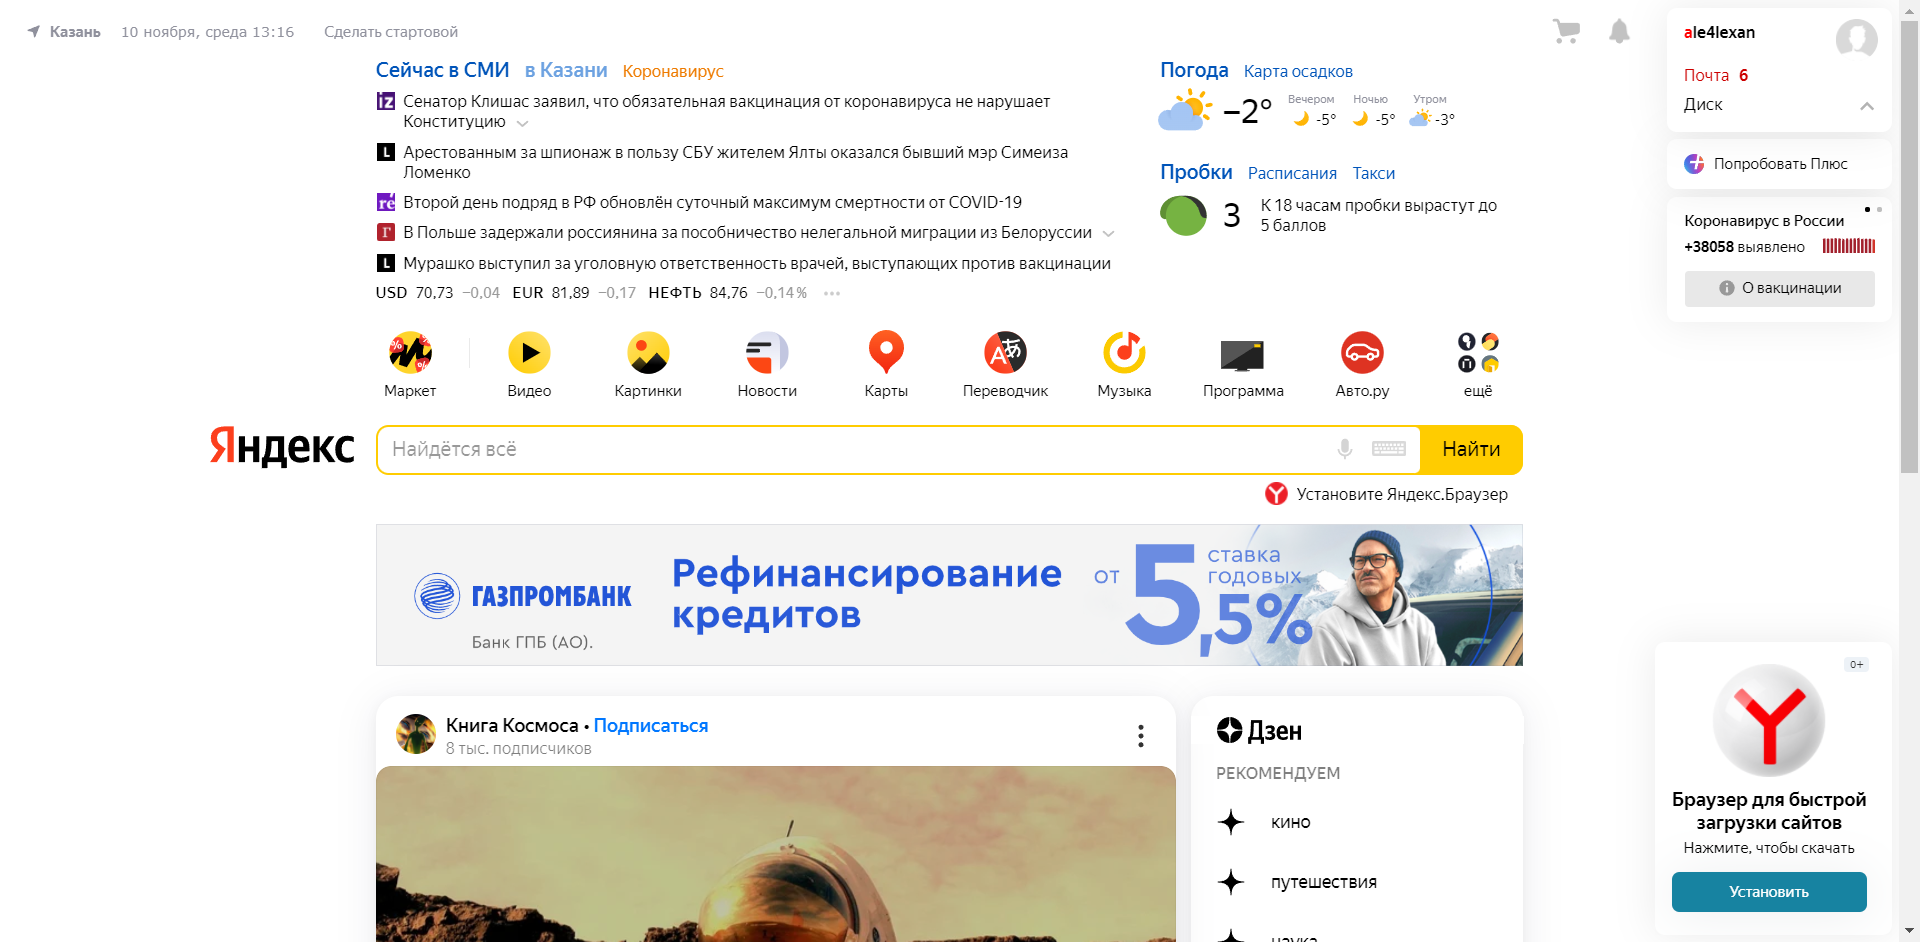 Казань 10 ноября, среда 13:16 Сделать стартовой
Сейчас в СМИ в Казани Коронавирус
iz Сенатор Клишас заявил, что обязательная вакцинация от коронавируса не нарушает
Конституцию
L Арестованным за шпионаж в пользу СБУ жителем Ялты оказался бывший мэр Симеиза
Ломенко
re Второй день подряд в РФ обновлён суточный максимум смертности от COVID-19
Г В Польше задержали россиянина за пособничество нелегальной миграции из Белоруссии
L Мурашко выступил за уголовную ответственность врачей, выступающих против вакцинации
USD 70,73 −0,04 EUR 81,89 −0,17 НЕФТЬ 84,76 −0,14% •••
Погода Карта осадков
−2° Вечером Ночью Утром
-5° -5° -3°
Пробки Расписания Такси
3 К 18 часам пробки вырастут до
5 баллов
ale4lexan
Почта 6
Диск
Попробовать Плюс
Коронавирус в России
+38058 выявлено
О вакцинации
Маркет Видео Картинки Новости Карты Переводчик Музыка Программа Авто.ру ещё
Яндекс Найдётся всё Найти
Установите Яндекс.Браузер
ГАЗПРОМБАНК
Банк ГПБ (АО).
Рефинансирование
кредитов
от 5,5%
ставка
годовых
Книга Космоса • Подписаться
8 тыс. подписчиков
Дзен
РЕКОМЕНДУЕМ
кино
путешествия
наука
0+
Браузер для быстрой
загрузки сайтов
Нажмите, чтобы скачать
Установить